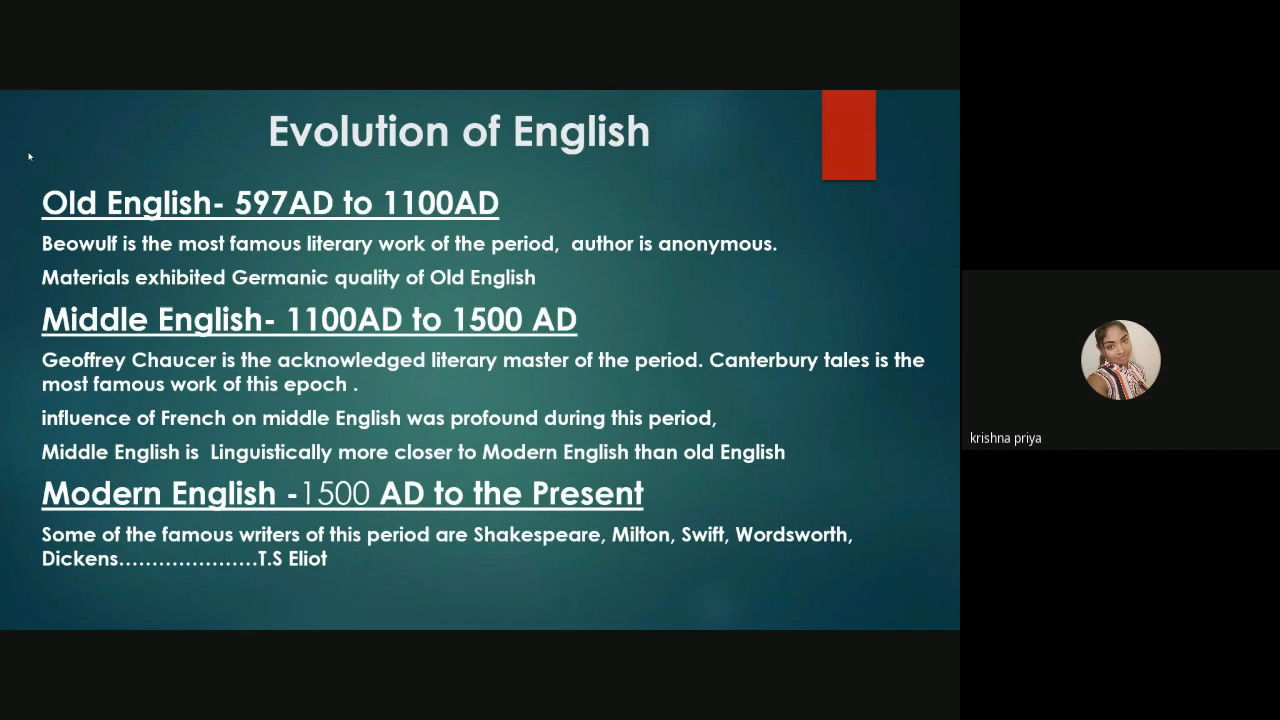 Evolution of English
Old English- 597AD to 1100AD
Beowulf is the most famous literary work of the period,  author is anonymous.
Materials exhibited Germanic quality of Old English
Middle English- 1100AD to 1500 AD
Geoffrey Chaucer is the acknowledged literary master of the period. Canterbury tales is the
most famous work of this epoch .
influence of French on middle English was profound during this period,
Middle English is  Linguistically more closer to Modern English than old English
Modern English -1500 AD to the Present
Some of the famous writers of this period are Shakespeare, Milton, Swift, Wordsworth,
Dickens…………………T.S Eliot
krishna priya